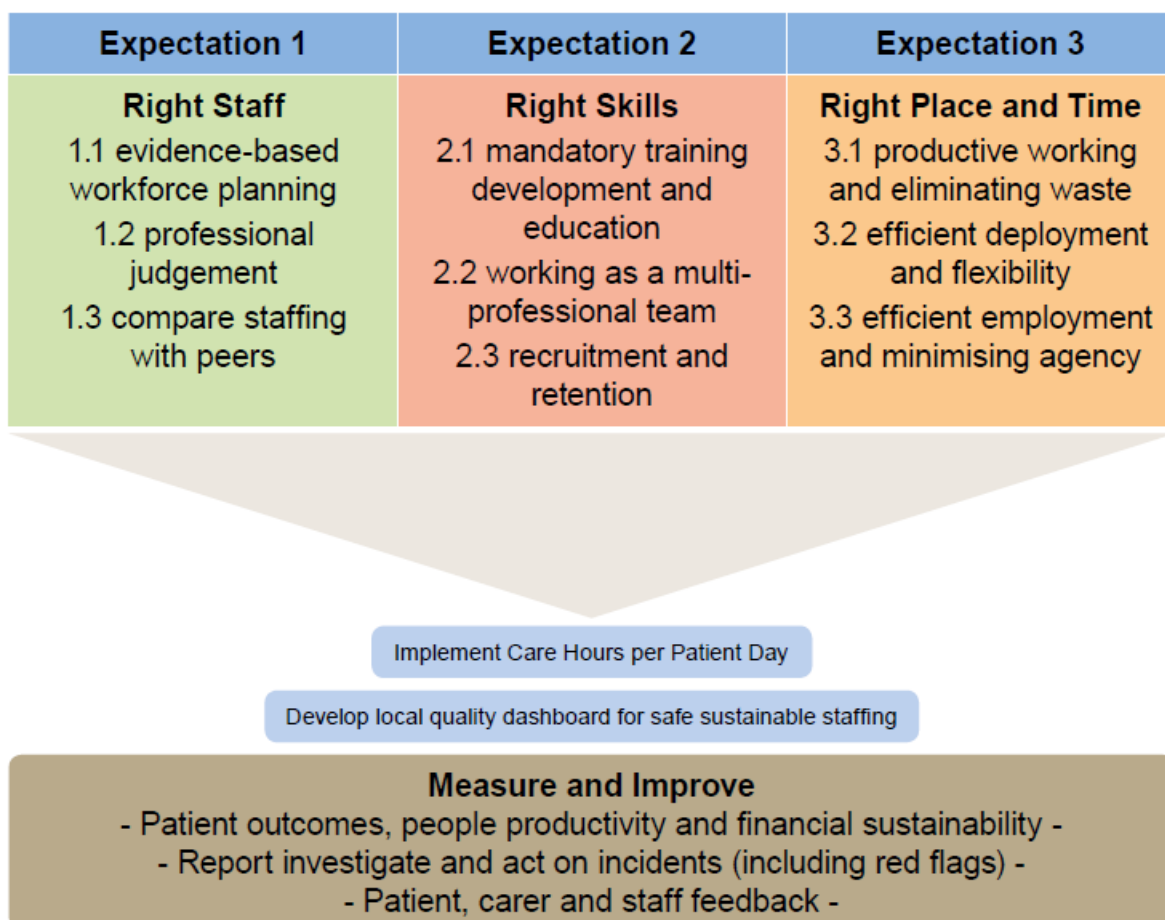 Expectation 1
Expectation 2
Expectation 3
Right Staff
1.1 evidence-based
workforce planning
1.2 professional
judgement
1.3 compare staffing
with peers
Right Skills
2.1 mandatory training
development and
education
2.2 working as a multi-
professional team
2.3 recruitment and
retention
Right Place and Time
3.1 productive working
and eliminating waste
3.2 efficient deployment
and flexibility
3.3 efficient employment
and minimising agency
Implement Care Hours per Patient Day
Develop local quality dashboard for safe sustainable staffing
Measure and Improve
- Patient outcomes, people productivity and financial sustainability -
- Report investigate and act on incidents (including red flags) -
- Patient, carer and staff feedback -